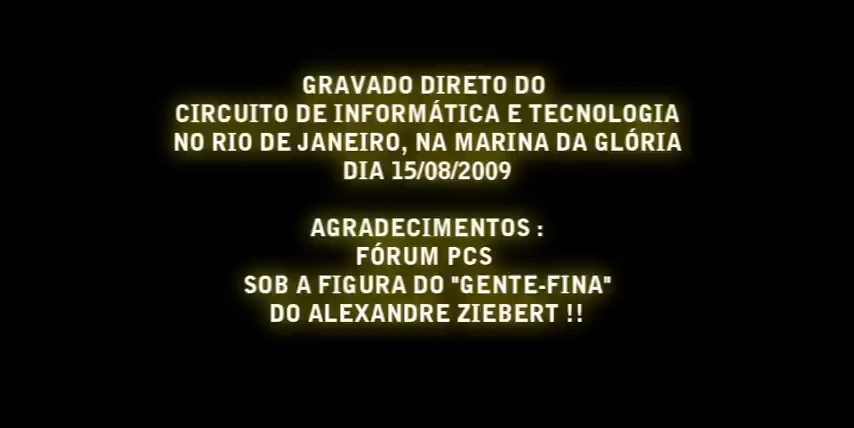 GRAVADO DIRETO DO
CIRCUITO DE INFORMÁTICA E TECNOLOGIA
NO RIO DE JANEIRO, NA MARINA DA GLÓRIA
DIA 15/08/2009
AGRADECIMENTOS :
FÓRUM PCS
SOB A FIGURA DO "GENTE-FINA"
DO ALEXANDRE ZIEBERT !!